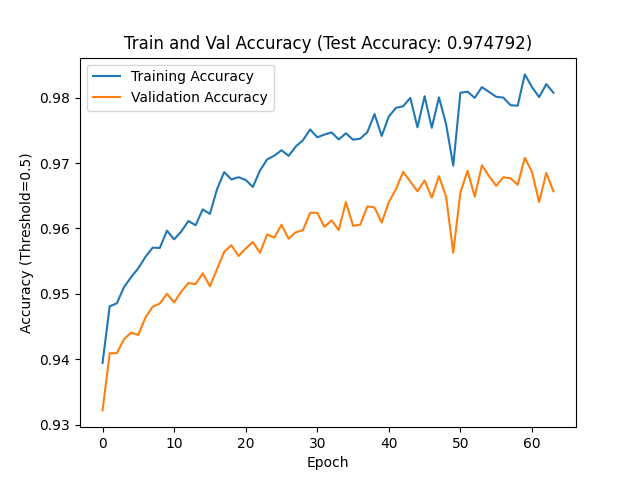 Train and Val Accuracy (Test Accuracy: 0.974792)
Training Accuracy
Validation Accuracy
Accuracy (Threshold=0.5)
0.98
0.97
0.96
0.95
0.94
0.93
0 10 20 30 40 50 60
Epoch